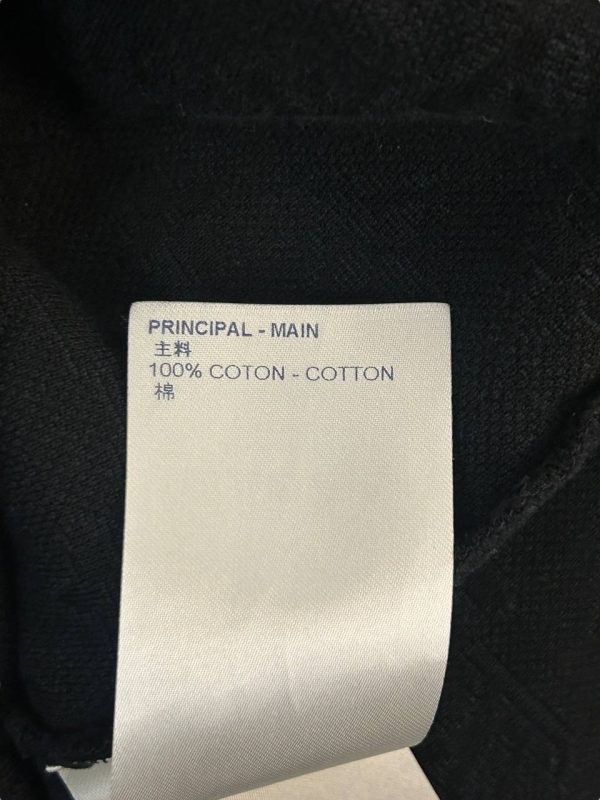 PRINCIPAL - MAIN
主料
100% COTON - COTTON
棉